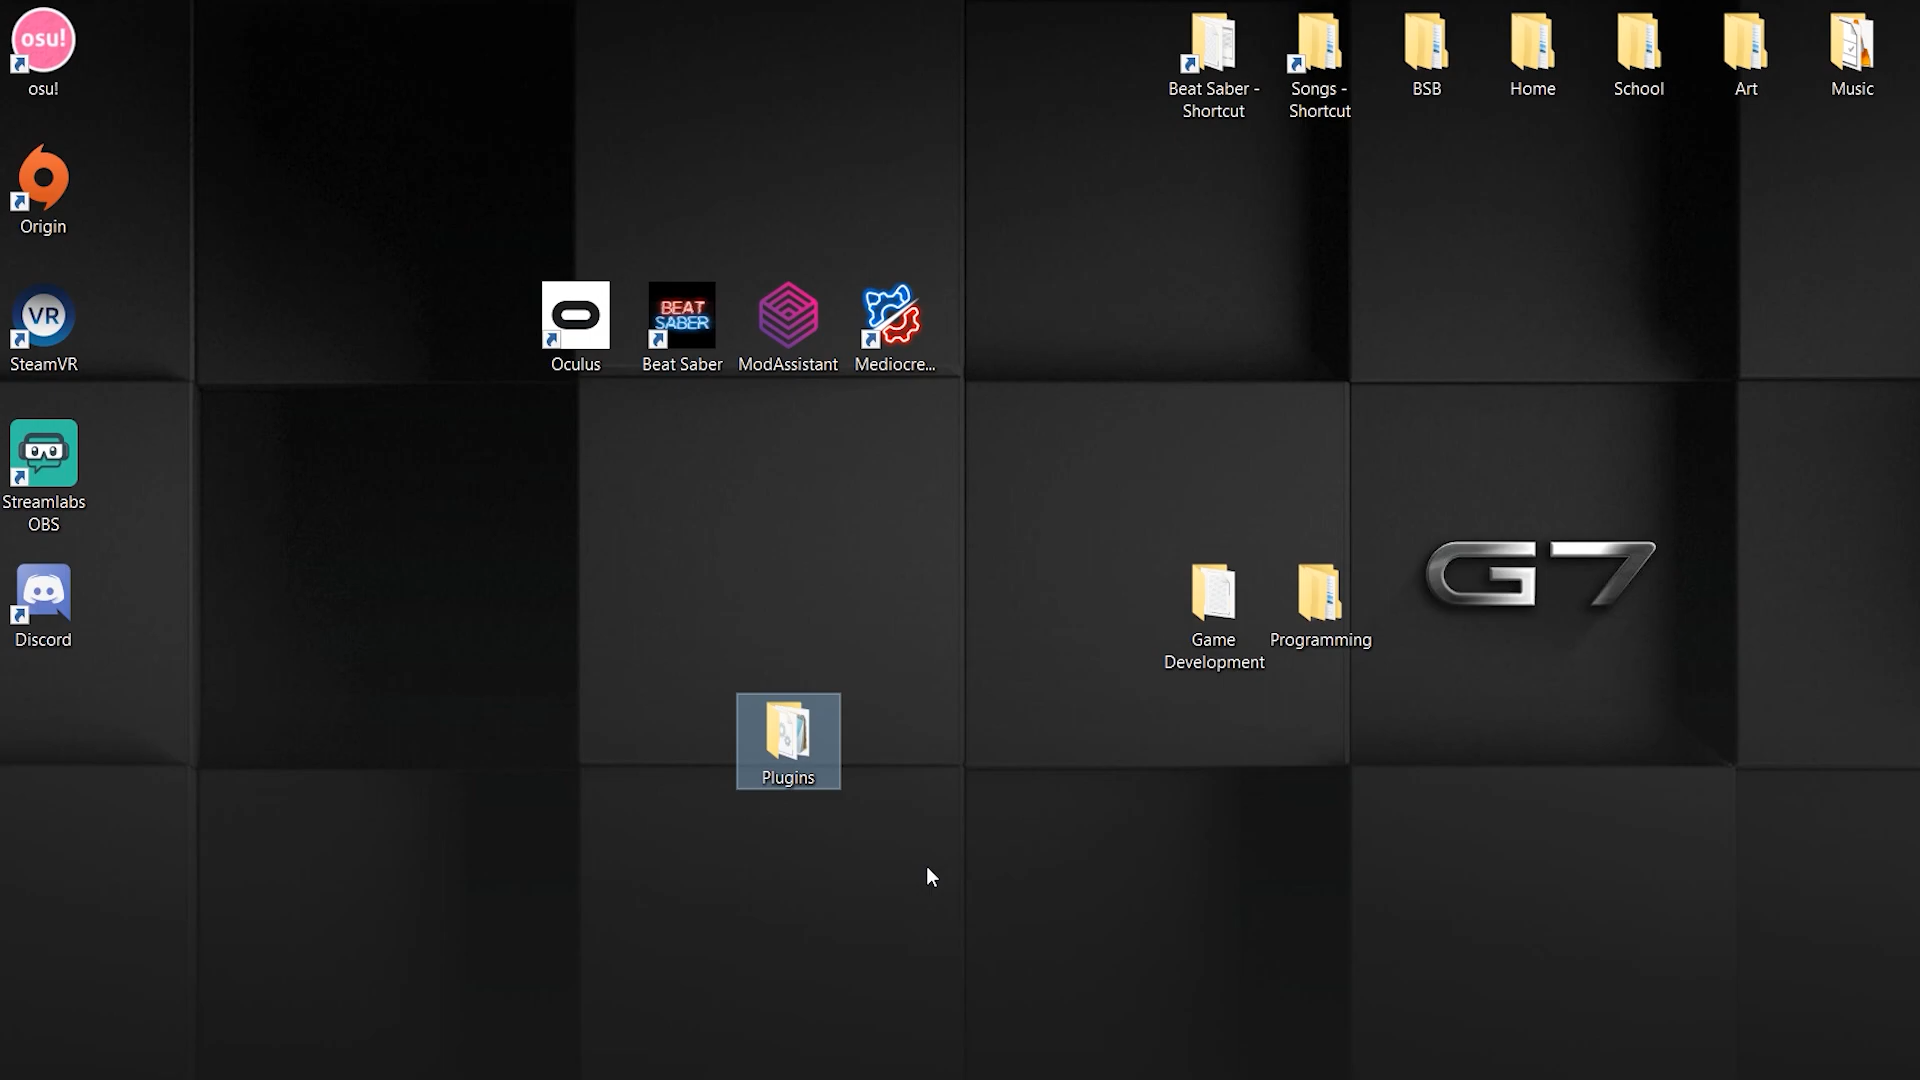 osu!
osu!
Origin
VR
SteamVR
Streamlabs
OBS
Discord
Oculus
BEAT
SABER
Beat Saber
ModAssistant
Mediocre...
Beat Saber -
Shortcut
Songs -
Shortcut
BSB
Home
School
Art
Music
Game
Development
Programming
G7
Plugins